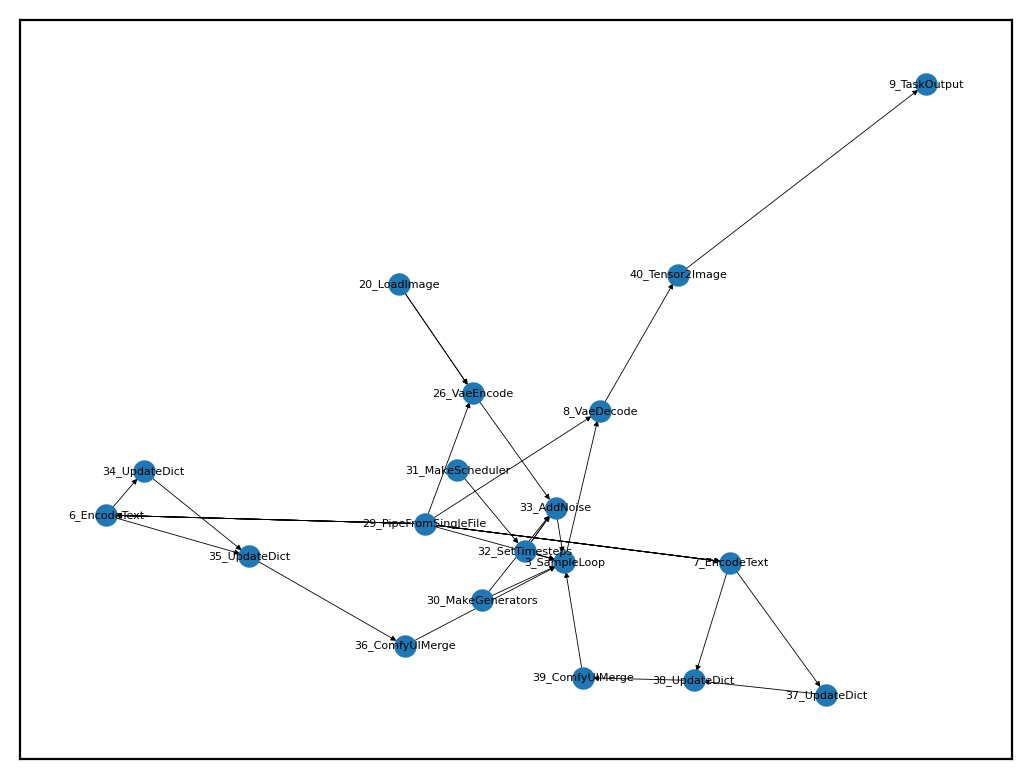 9_TaskOutput
40_Tensor2Image
20_LoadImage
26_VaeEncode
8_VaeDecode
31_MakeScheduler
34_UpdateDict
33_AddNoise
6_EncodeText
29_PipeFromSingleFile
32_SetTimesteps
35_UpdateDict
3_SampleLoop
7_EncodeText
30_MakeGenerators
36_ComfyUIMerge
39_ComfyUIMerge
38_UpdateDict
37_UpdateDict